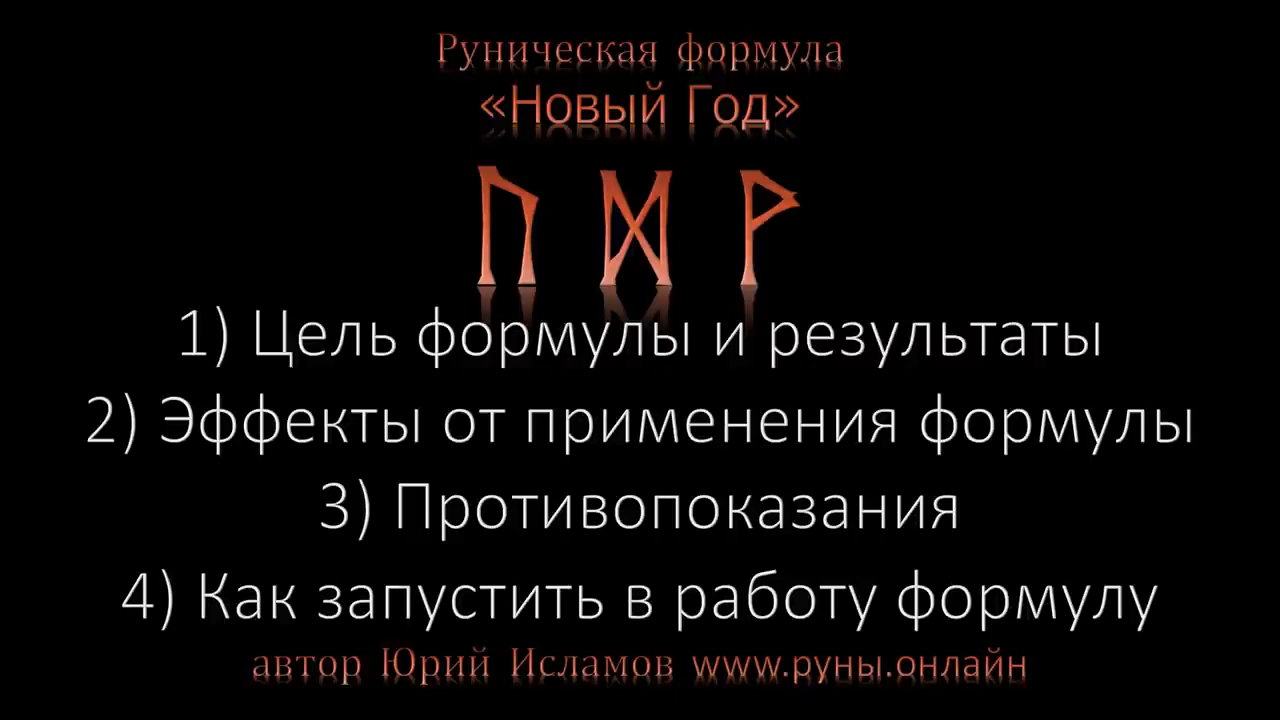 Руническая формула
«Новый Год»
ᚢ ᛞ ᚹ
1) Цель формулы и результаты
2) Эффекты от применения формулы
3) Противопоказания
4) Как запустить в работу формулу
автор Юрий Исламов www.руны.онлайн